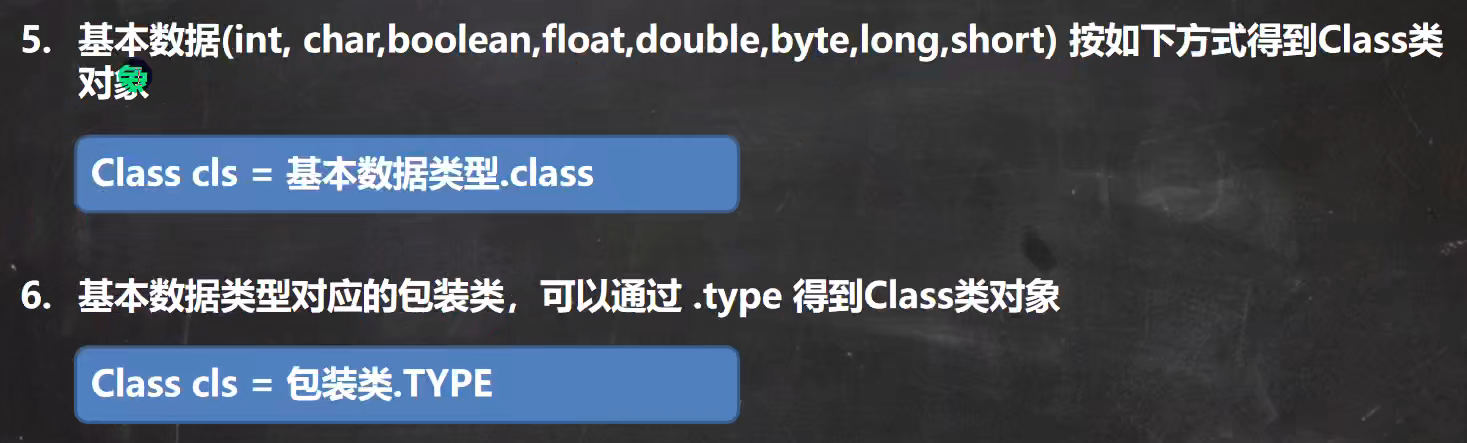 5. 基本数据(int, char,boolean,float,double,byte,long,short) 按如下方式得到Class类
对象
Class cls = 基本数据类型.class
6. 基本数据类型对应的包装类，可以通过 .type 得到Class类对象
Class cls = 包装类.TYPE